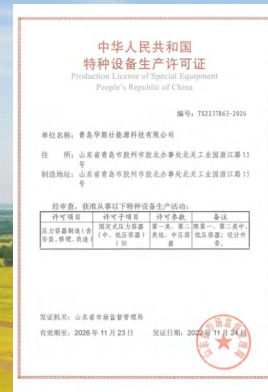 中华人民共和国
特种设备生产许可证
Production License of Special Equipment
People's Republic of China
编号：TS2237R63-2026
单位名称：青岛华斯壮能源科技有限公司
住 所：山东省青岛市胶州市胶北办事处北关工业园浙江路15
号
制造地址：山东省青岛市胶州市胶北办事处北关工业园浙江路15
号
经审查，获准从事以下特种设备生产活动：
许可项目 许可子项目 许可参数 备注
压力容器制造（含 固定式压力容器 第一类、第二 限第一、第二类中、
安装、修理、改造） （中、低压容器） 类低、中压容 低压容器；设计外
（D） 器 委。
发证机关：山东省市场监督管理局
有效期至：2026年11月23日 发证日期：2022年11月24日